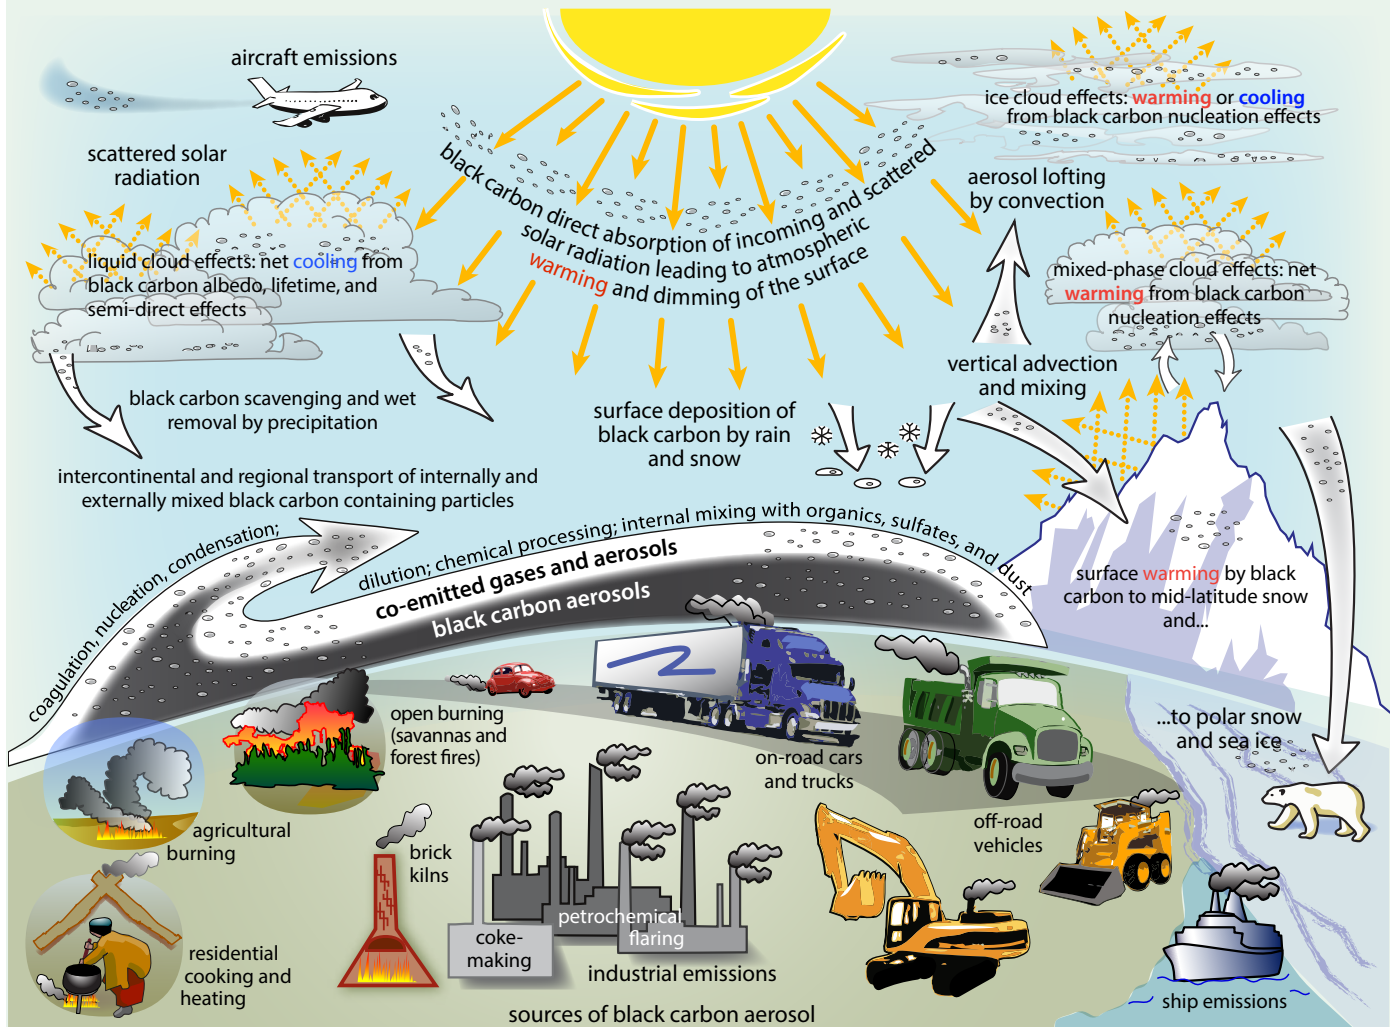 aircraft emissions
scattered solar
radiation
liquid cloud effects: net cooling from
black carbon albedo, lifetime, and
semi-direct effects
black carbon direct absorption of incoming and scattered
solar radiation leading to atmospheric
warming and dimming of the surface
ice cloud effects: warming or cooling
from black carbon nucleation effects
aerosol lofting
by convection
mixed-phase cloud effects: net
warming from black carbon
nucleation effects
vertical advection
and mixing
black carbon scavenging and wet
removal by precipitation
surface deposition of
black carbon by rain
and snow
intercontinental and regional transport of internally and
externally mixed black carbon containing particles
coagulation, nucleation, condensation;
dilution; chemical processing; internal mixing with organics, sulfates, and dust
co-emitted gases and aerosols
black carbon aerosols
surface warming by black
carbon to mid-latitude snow
and...
...to polar snow
and sea ice
open burning
(savannas and
forest fires)
on-road cars
and trucks
agricultural
burning
brick
kilns
off-road
vehicles
petrochemical
flaring
coke-
making
residential
cooking and
heating
industrial emissions
ship emissions
sources of black carbon aerosol